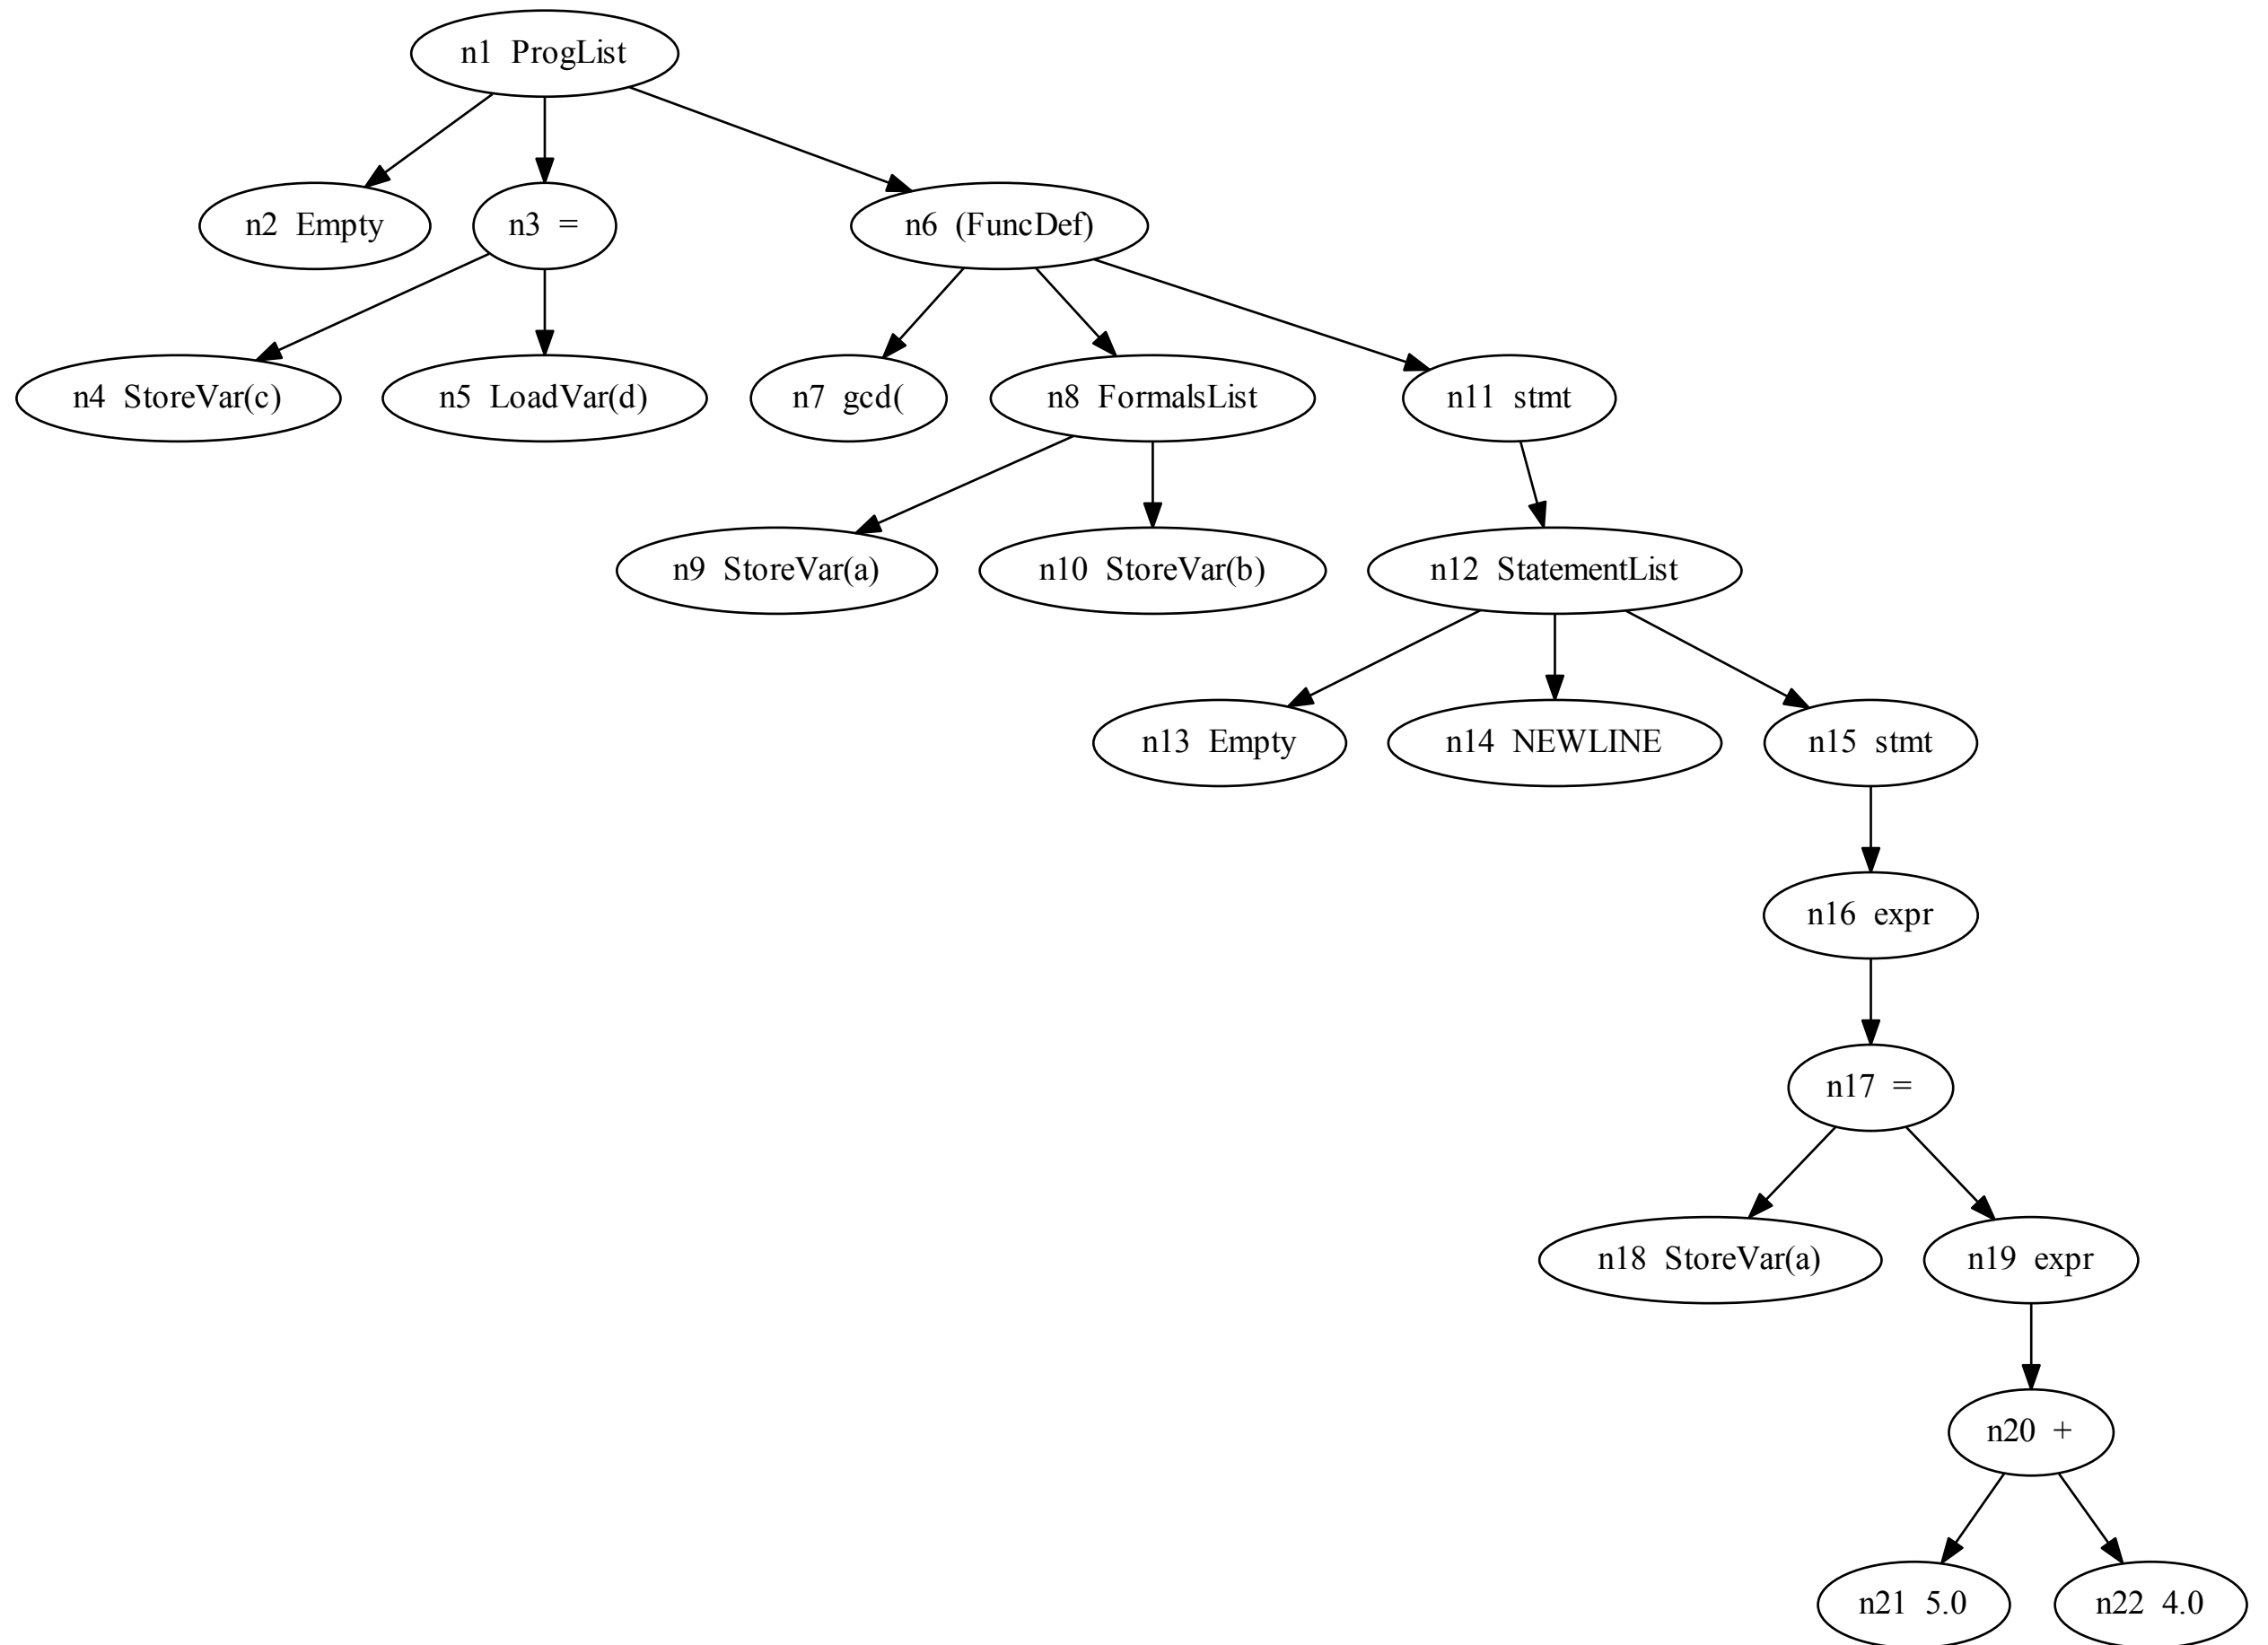 n1 ProgList
n2 Empty
n3 =
n6 (FuncDef)
n4 StoreVar(c)
n5 LoadVar(d)
n7 gcd(
n8 FormalsList
n11 stmt
n9 StoreVar(a)
n10 StoreVar(b)
n12 StatementList
n13 Empty
n14 NEWLINE
n15 stmt
n16 expr
n17 =
n18 StoreVar(a)
n19 expr
n20 +
n21 5.0
n22 4.0